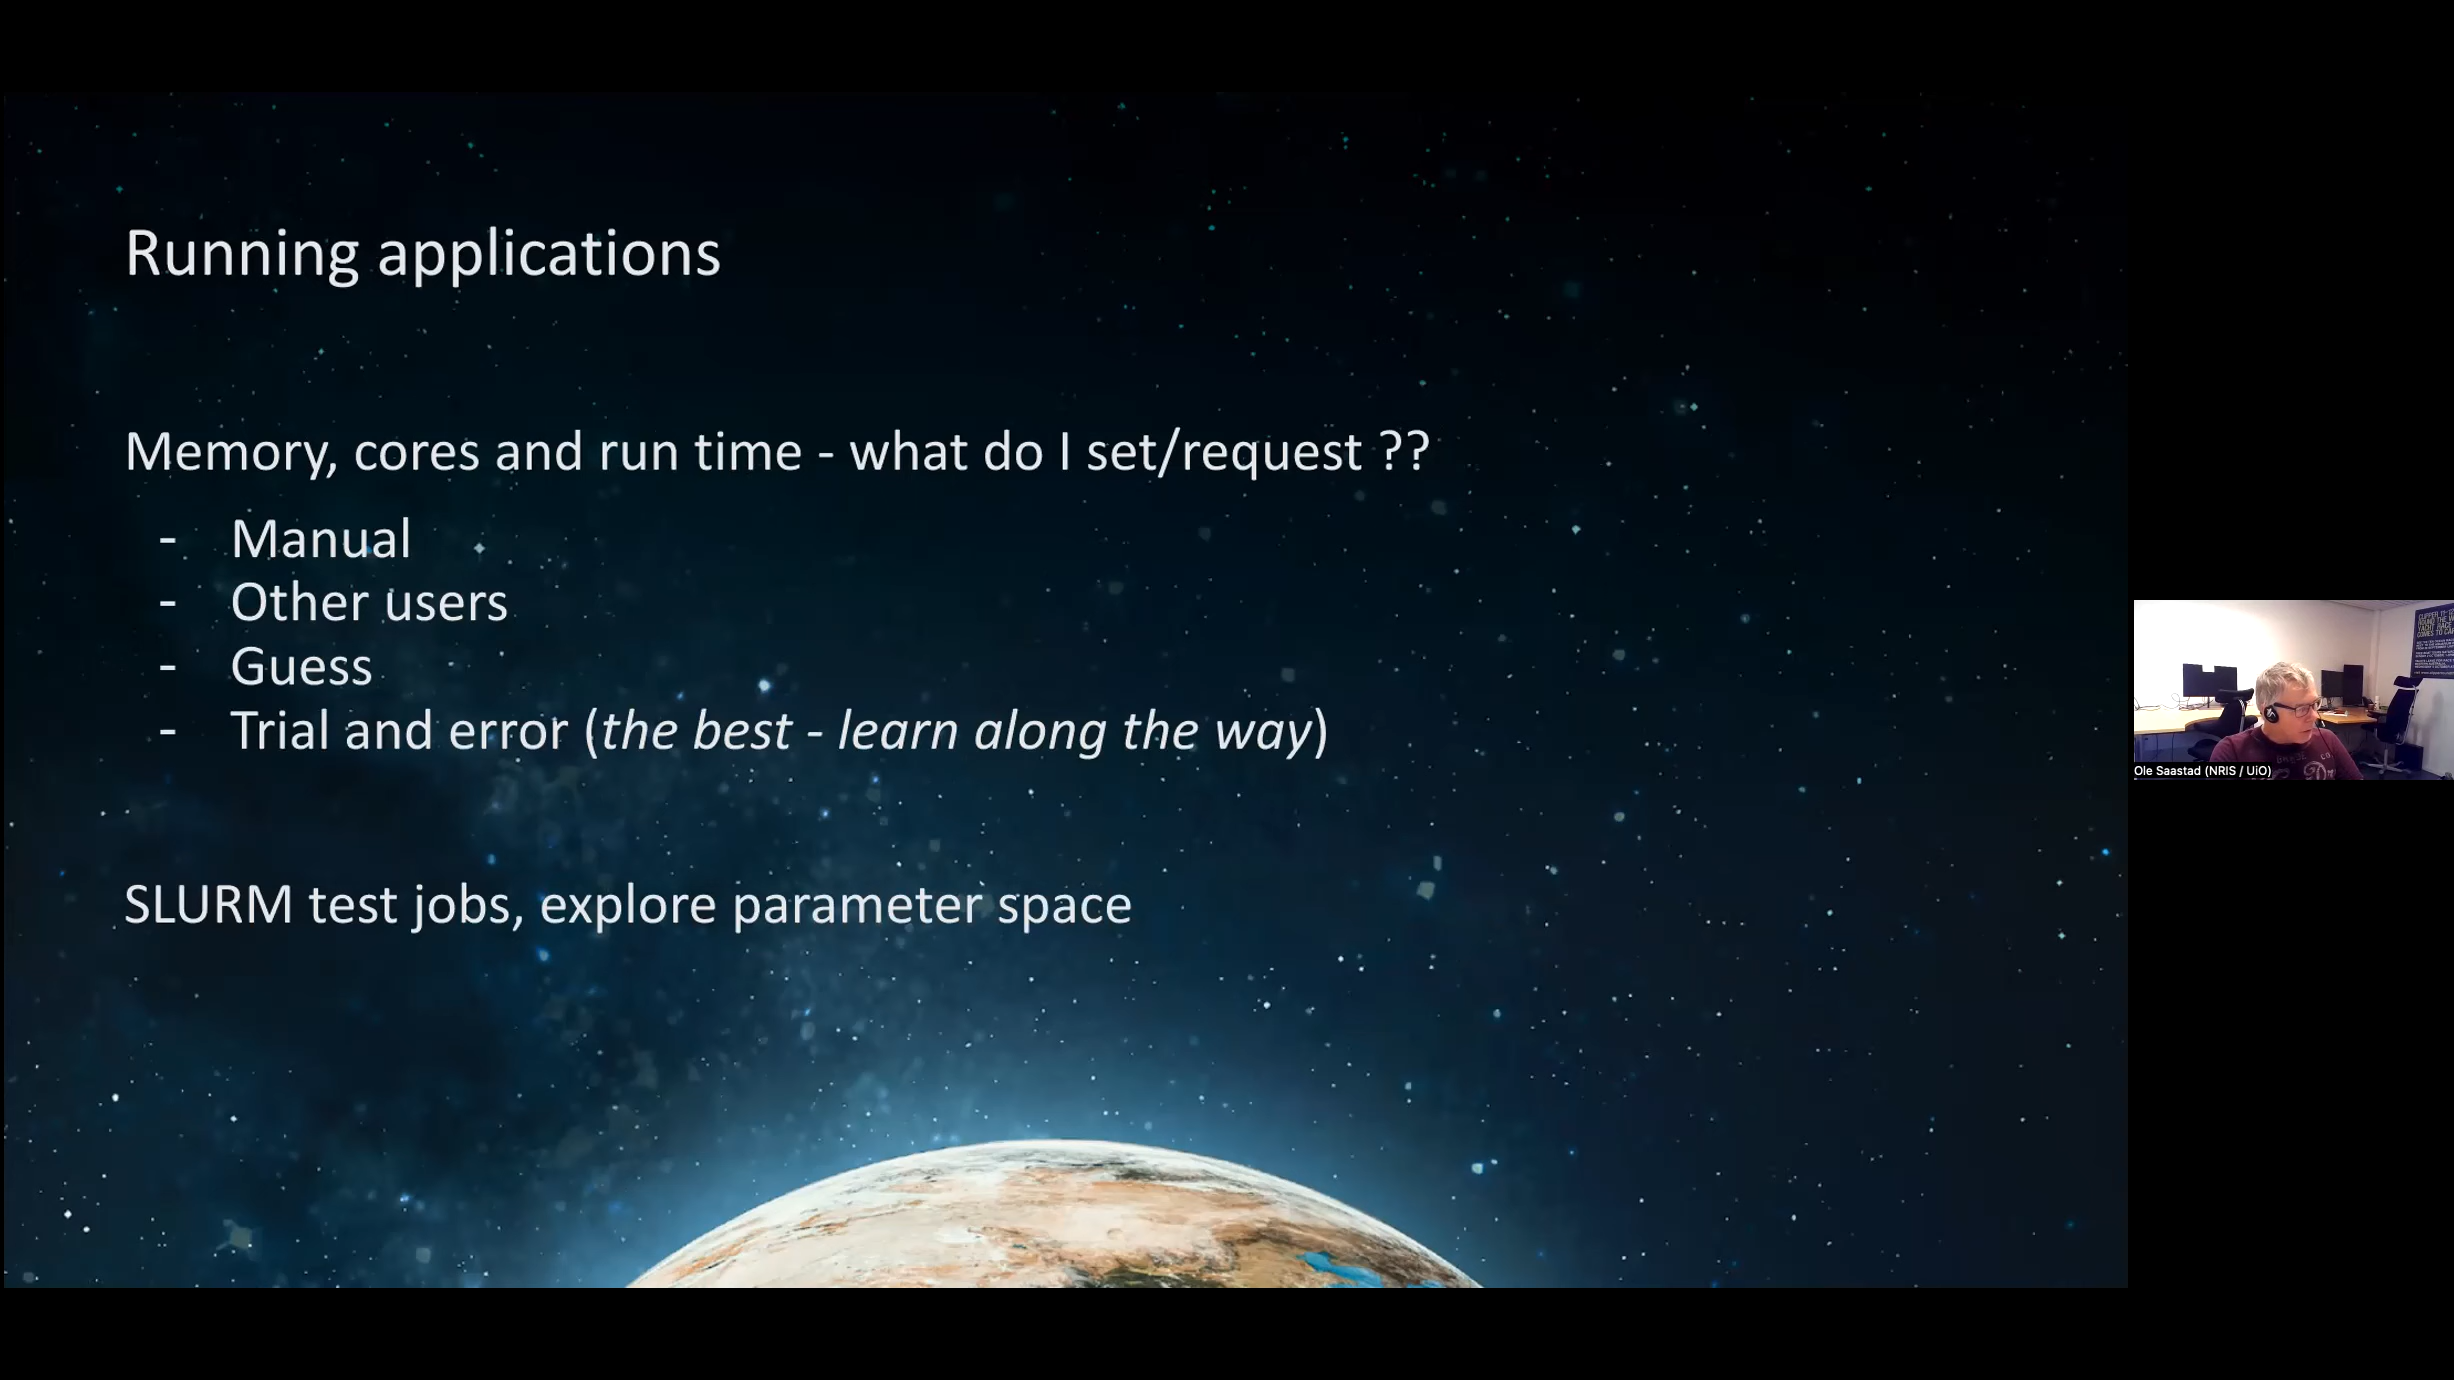 Running applications
Memory, cores and run time - what do I set/request ??
- Manual
- Other users
- Guess
- Trial and error (the best - learn along the way)
SLURM test jobs, explore parameter space
Ole Saastad (NRIS / UiO)